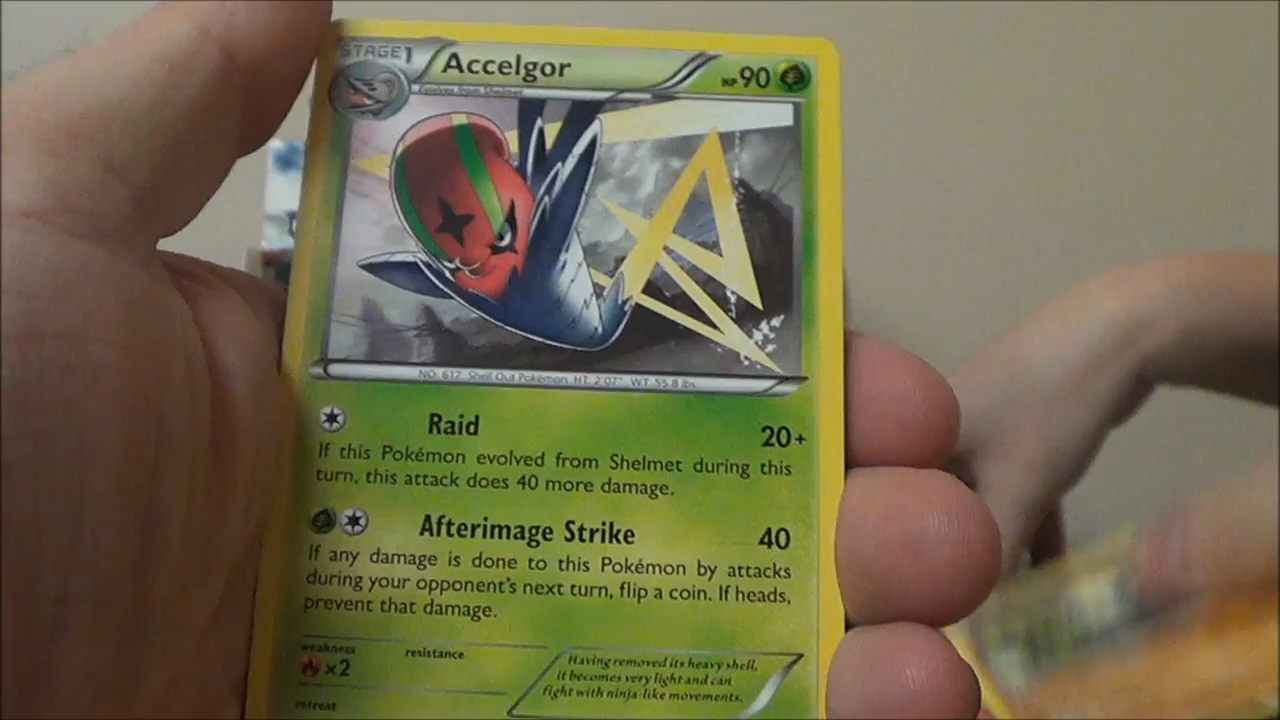 STAGE1 Accelgor HP90
Evolves from Shelmet
NO. 617 Shell Out Pokémon HT: 2'07" WT: 55.8 lbs
Raid 20+
If this Pokémon evolved from Shelmet during this
turn, this attack does 40 more damage.
Afterimage Strike 40
If any damage is done to this Pokémon by attacks
during your opponent's next turn, flip a coin. If heads,
prevent that damage.
weakness resistance
×2
Having removed its heavy shell,
it becomes very light and can
fight with ninja-like movements.
retreat